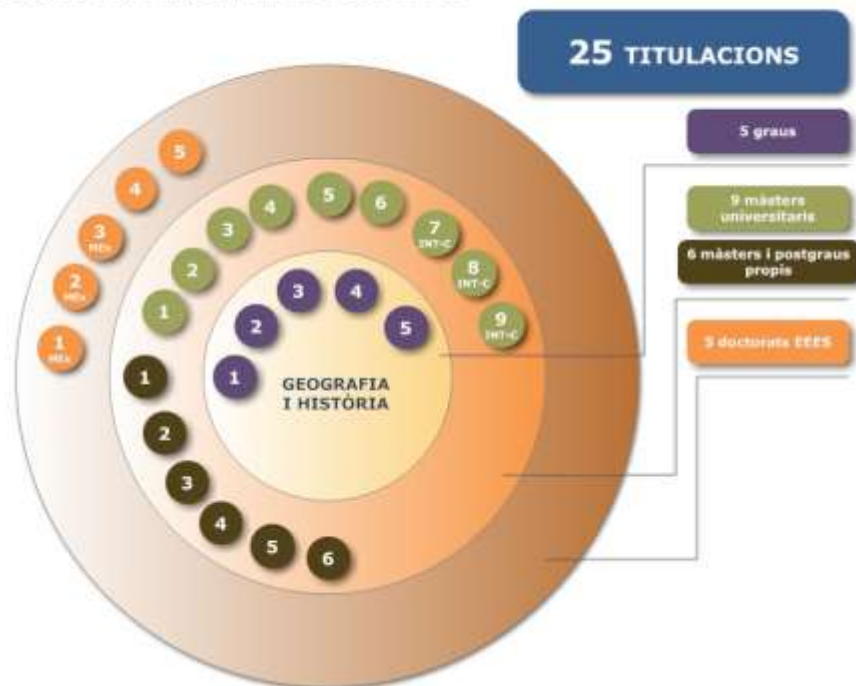 25 TITULACIONS
5 graus
9 màsters
universitaris
6 màsters i postgraus
propis
5 doctorats EEES
5
4
3
MEx
2
MEx
1
MEx
1
2
3
4
5
6
7
INT-C
8
INT-C
9
INT-C
1
2
3
4
5
GEOGRAFIA
I HISTÒRIA
1
2
3
4
5
6